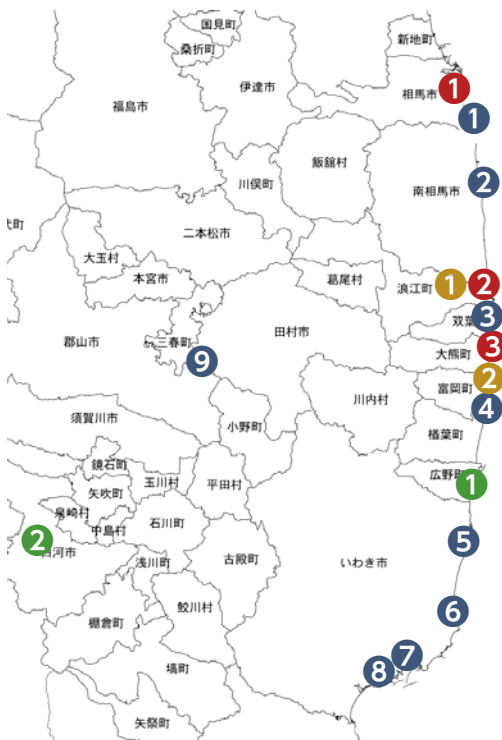 国見町
桑折町
新地町
伊達市
相馬市
1
1
福島市
飯舘村
川俣町
南相馬市
2
二本松市
大玉村
本宮市
葛尾村
浪江町
1
2
双葉
3
田村市
郡山市
三春町
9
大熊町
3
富岡町
2
4
川内村
小野町
楢葉町
須賀川市
鏡石町
玉川村
平田村
広野町
1
矢吹町
泉崎村
中島村
石川町
2
白河市
浅川町
古殿町
いわき市
5
鮫川村
棚倉町
6
塙町
7
8
矢祭町